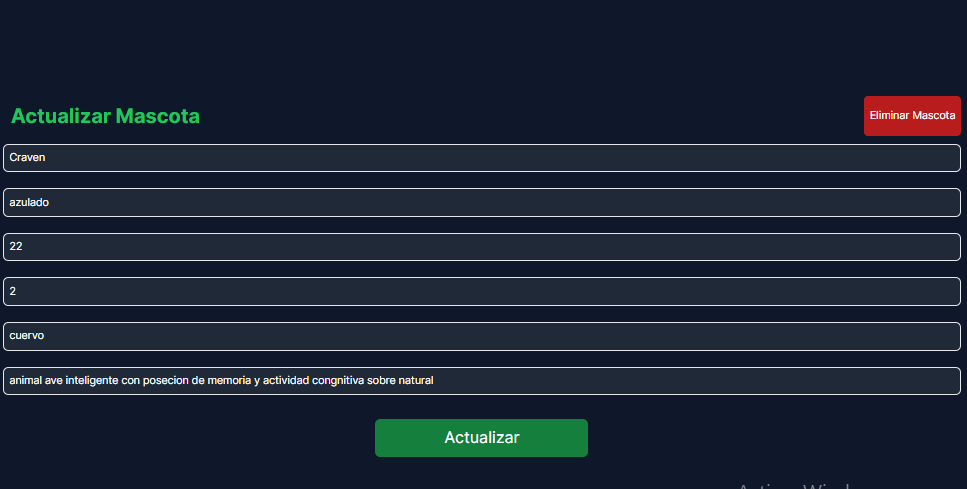 Actualizar Mascota
Eliminar Mascota
Craven
azulado
22
2
cuervo
animal ave inteligente con posecion de memoria y actividad congnitiva sobre natural
Actualizar